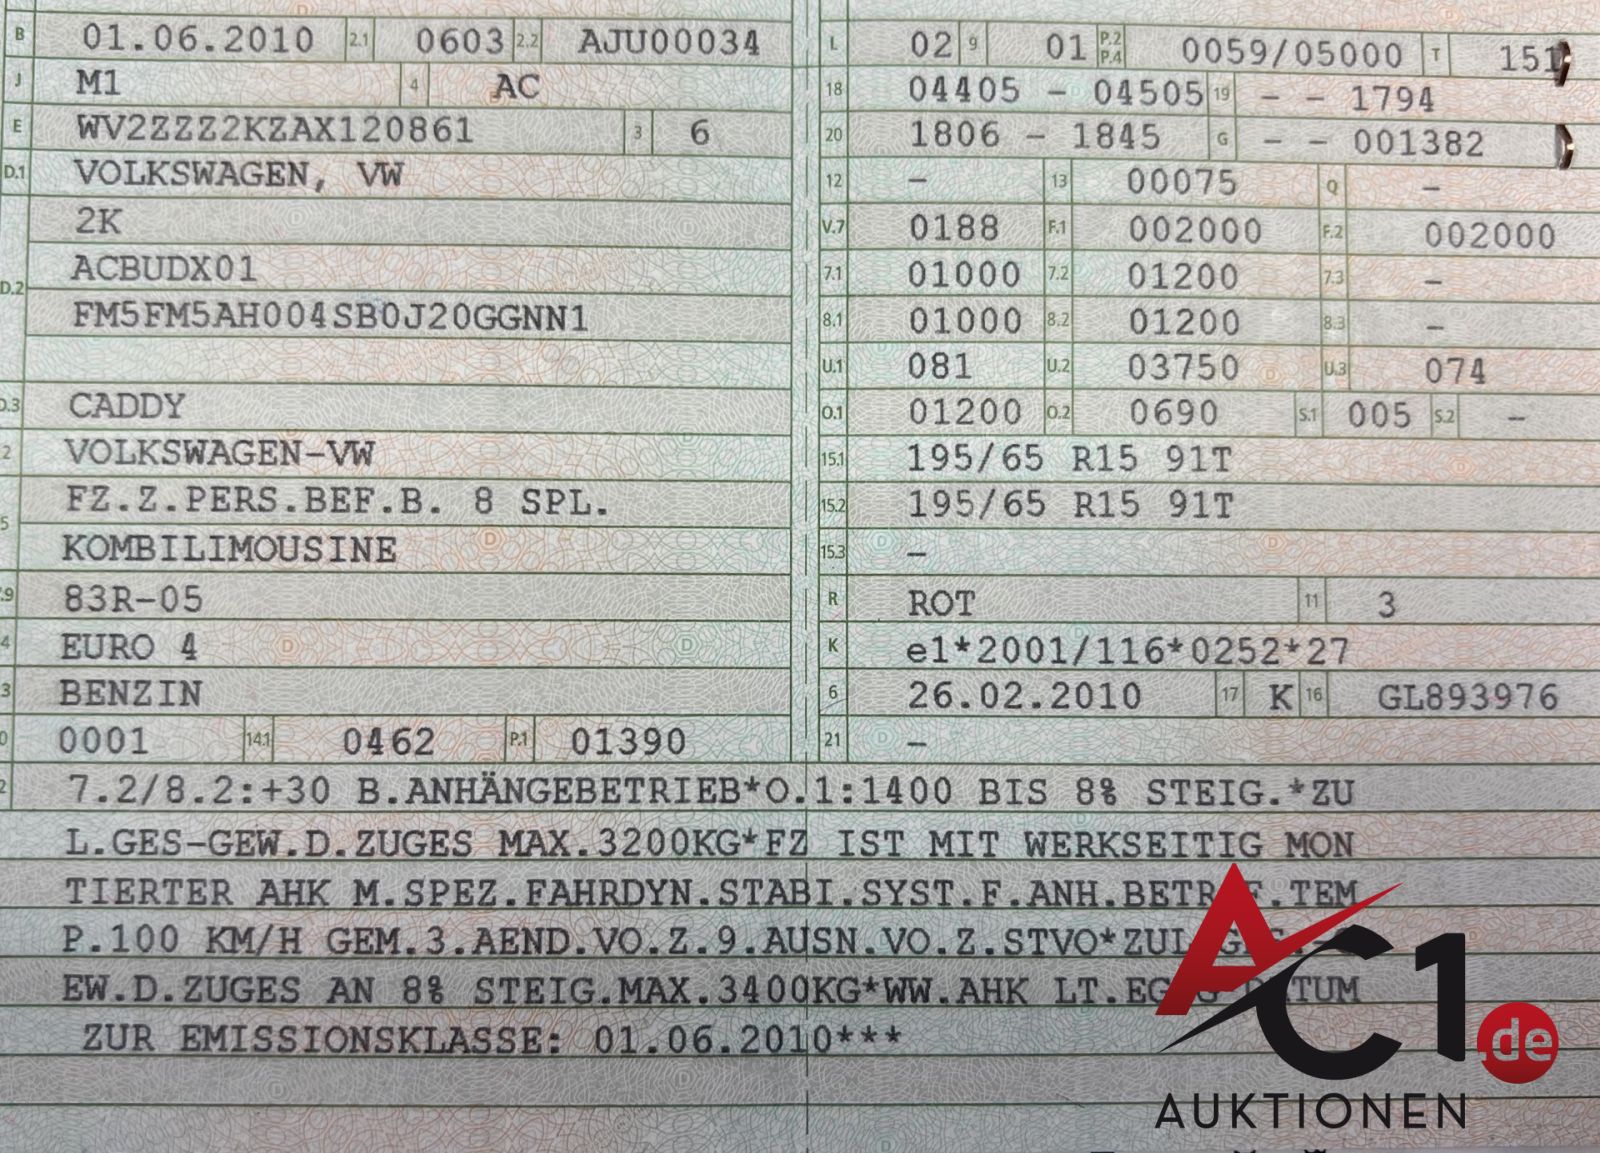 B 01.06.2010 2.1 0603 2.2 AJU00034
J M1 4 AC
E WV2ZZZ2KZAX120861 3 6
D.1 VOLKSWAGEN, VW
2K
D.2 ACBUDX01
FM5FM5AH004SB0J20GGNN1
D.3 CADDY
2 VOLKSWAGEN-VW
5 FZ.Z.PERS.BEF.B. 8 SPL.
KOMBILIMOUSINE
.9 83R-05
4 EURO 4
3 BENZIN
0 0001 14.1 0462 P.1 01390
L 02 9 01 P.2 P.4 0059/05000 T 151
18 04405 - 04505 19 - - 1794
20 1806 - 1845 G - - 001382
12 - 13 00075 Q -
V.7 0188 F.1 002000 F.2 002000
7.1 01000 7.2 01200 7.3 -
8.1 01000 8.2 01200 8.3 -
U.1 081 U.2 03750 U.3 074
O.1 01200 O.2 0690 S.1 005 S.2 -
15.1 195/65 R15 91T
15.2 195/65 R15 91T
15.3 -
R ROT 11 3
K e1*2001/116*0252*27
6 26.02.2010 17 K 16 GL893976
21 -
2 7.2/8.2:+30 B.ANHÄNGEBETRIEB*O.1:1400 BIS 8% STEIG.*ZU
L.GES-GEW.D.ZUGES MAX.3200KG*FZ IST MIT WERKSEITIG MON
TIERTER AHK M.SPEZ.FAHRDYN.STABI.SYST.F.ANH.BETR.F.TEM
P.100 KM/H GEM.3.AEND.VO.Z.9.AUSN.VO.Z.STVO*ZUL
EW.D.ZUGES AN 8% STEIG.MAX.3400KG*WW.AHK LT.EG
ZUR EMISSIONSKLASSE: 01.06.2010***
AC1.de
AUKTIONEN